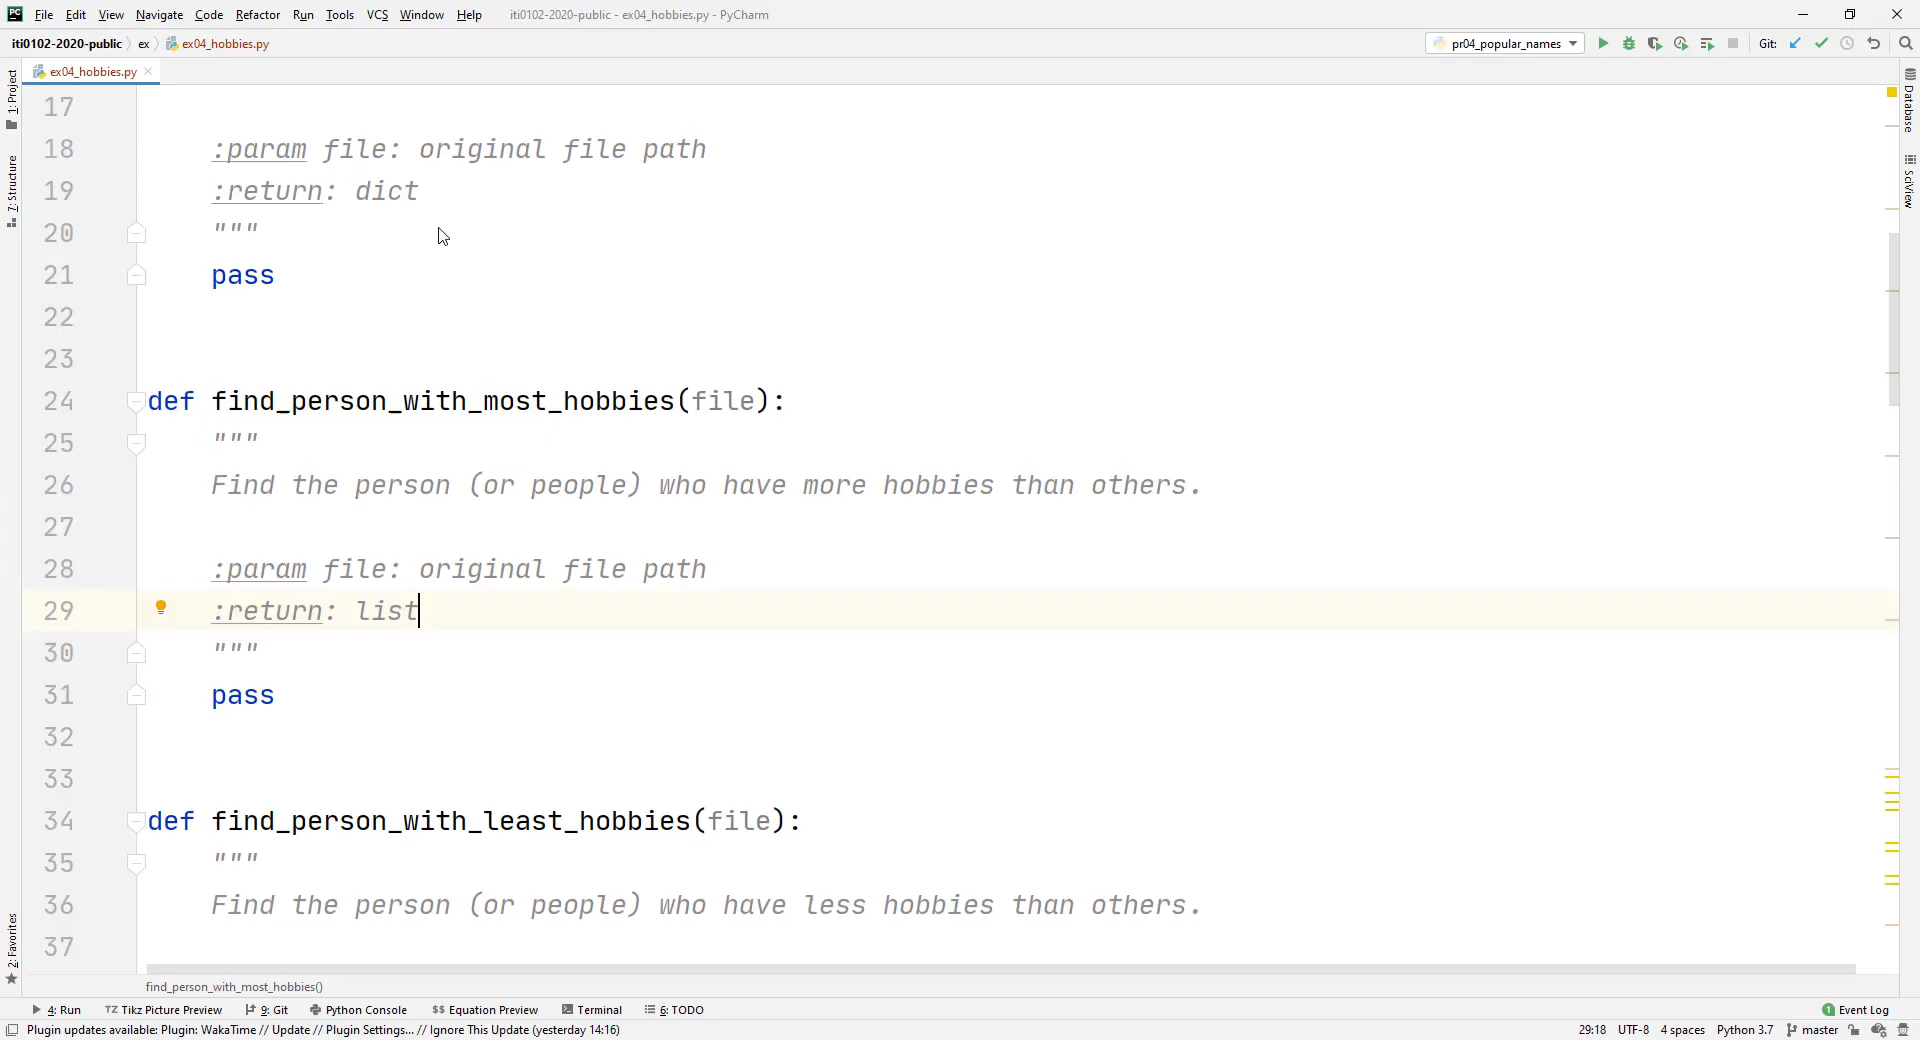 PC File Edit View Navigate Code Refactor Run Tools VCS Window Help iti0102-2020-public - ex04_hobbies.py - PyCharm
iti0102-2020-public ex ex04_hobbies.py pr04_popular_names Git:
ex04_hobbies.py
1: Project
7: Structure
2: Favorites
Database
SciView
17
18 :param file: original file path
19 :return: dict
20 """
21 pass
22
23
24 def find_person_with_most_hobbies(file):
25 """
26 Find the person (or people) who have more hobbies than others.
27
28 :param file: original file path
29 :return: list
30 """
31 pass
32
33
34 def find_person_with_least_hobbies(file):
35 """
36 Find the person (or people) who have less hobbies than others.
37
find_person_with_most_hobbies()
4: Run TZ Tikz Picture Preview 9: Git Python Console $$ Equation Preview Terminal 6: TODO 1 Event Log
Plugin updates available: Plugin: WakaTime // Update // Plugin Settings... // Ignore This Update (yesterday 14:16) 29:18 UTF-8 4 spaces Python 3.7 master